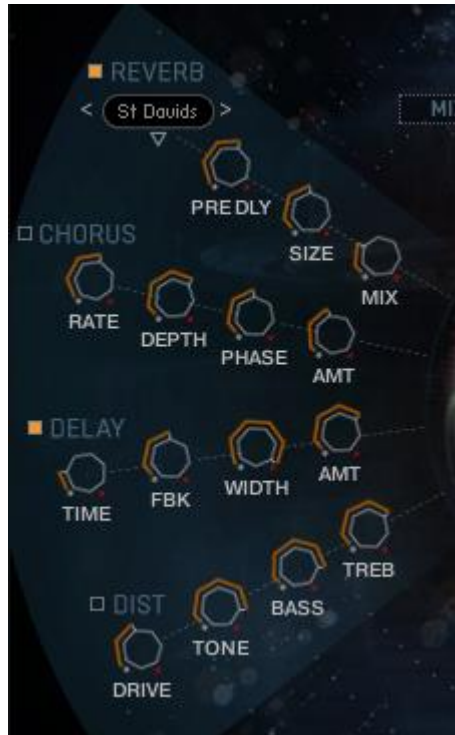 REVERB
< St Davids >
PRE DLY
SIZE
MIX
CHORUS
RATE
DEPTH
PHASE
AMT
DELAY
TIME
FBK
WIDTH
AMT
DIST
DRIVE
TONE
BASS
TREB